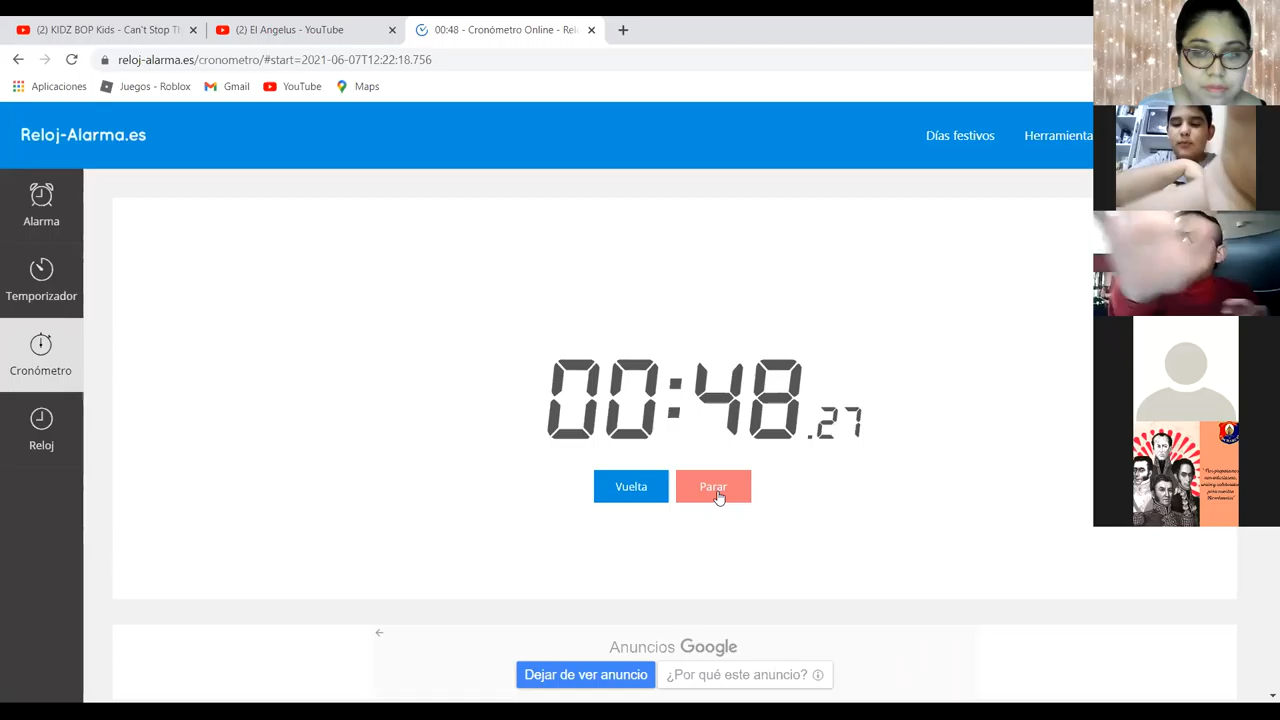 (2) KIDZ BOP Kids - Can't Stop Th
(2) El Angelus - YouTube
00:48 - Cronómetro Online - Relo
reloj-alarma.es/cronometro/#start=2021-06-07T12:22:18.756
Aplicaciones
Juegos - Roblox
Gmail
YouTube
Maps
Reloj-Alarma.es
Días festivos
Herramienta
Alarma
Temporizador
Cronómetro
Reloj
00:48.27
Vuelta
Parar
Anuncios Google
Dejar de ver anuncio
¿Por qué este anuncio?